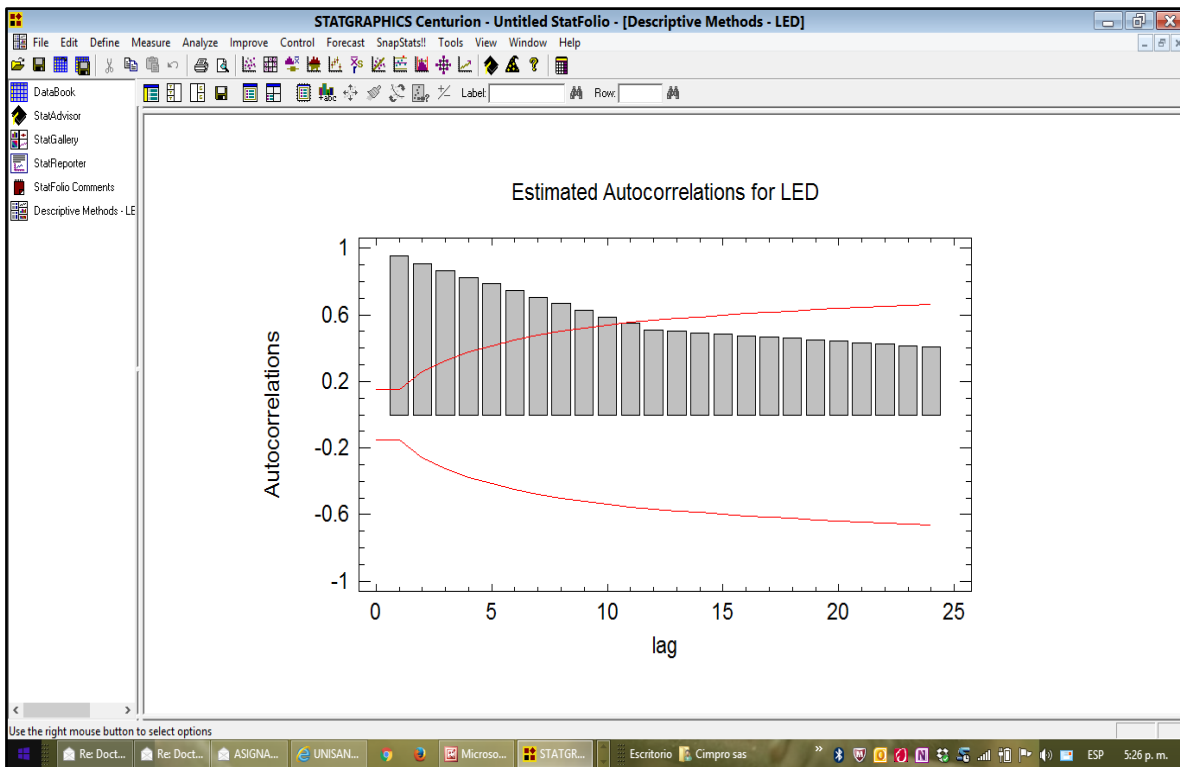 STATGRAPHICS Centurion - Untitled StatFolio - [Descriptive Methods - LED]
File Edit Define Measure Analyze Improve Control Forecast SnapStats!! Tools View Window Help
Label: Row:
DataBook
StatAdvisor
StatGallery
StatReporter
StatFolio Comments
Descriptive Methods - LE
Estimated Autocorrelations for LED
Autocorrelations
1
0.6
0.2
-0.2
-0.6
-1
0 5 10 15 20 25
lag
Use the right mouse button to select options
Re: Doct... Re: Doct... ASIGNA... UNISAN... Microso... STATGR... Escritorio Cimpro sas » ESP 5:26 p. m.